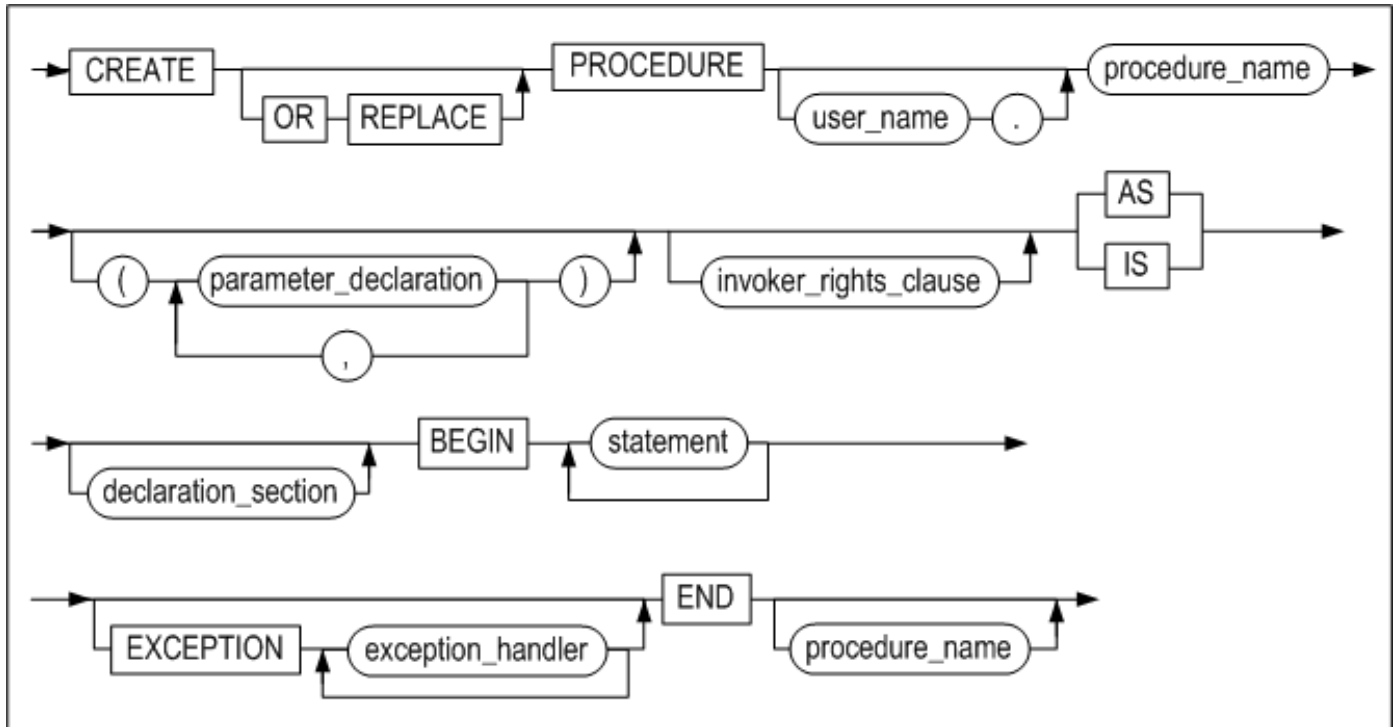 CREATE OR REPLACE PROCEDURE user_name . procedure_name
( parameter_declaration , ) invoker_rights_clause AS IS
declaration_section BEGIN statement
EXCEPTION exception_handler END procedure_name